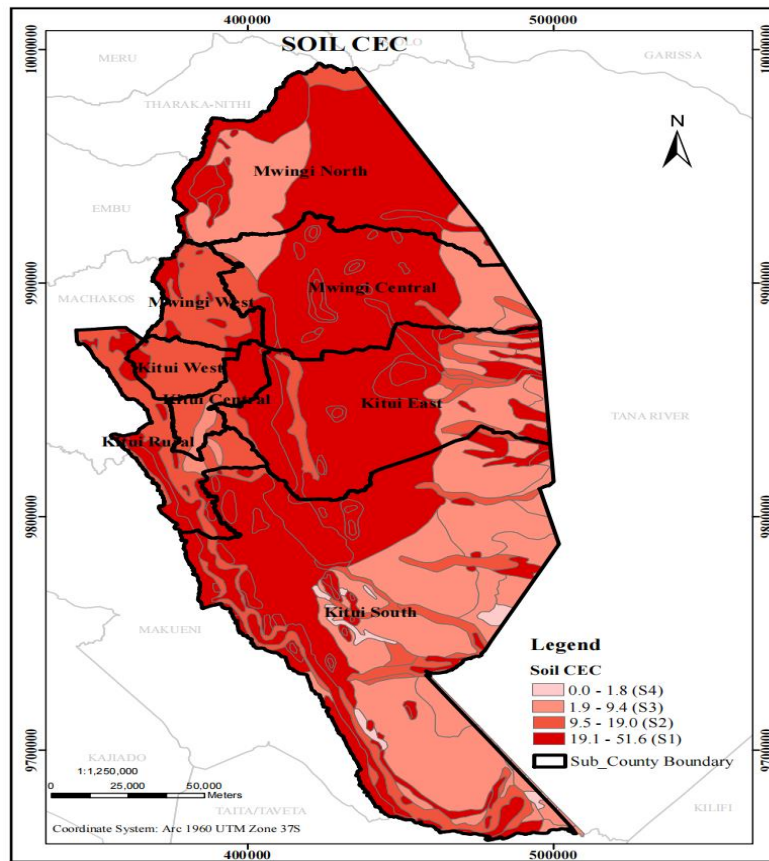 400000
500000
SOIL CEC
MERU
GARISSA
THARAKA-NITHI
N
Mwingi North
EMBU
Mwingi Central
MACHAKOS
Mwingi West
Kitui West
Kitui Central
Kitui East
TANA RIVER
Kitui Rural
Kitui South
MAKUENI
Legend
Soil CEC
0.0 - 1.8 (S4)
1.9 - 9.4 (S3)
9.5 - 19.0 (S2)
19.1 - 51.6 (S1)
Sub_County Boundary
KAJIADO
1:1,250,000
0 25,000 50,000
Meters
TAITA/TAVETA
KILIFI
Coordinate System: Arc 1960 UTM Zone 37S
400000
500000
9900000
9800000
9700000
9900000
9800000
9700000